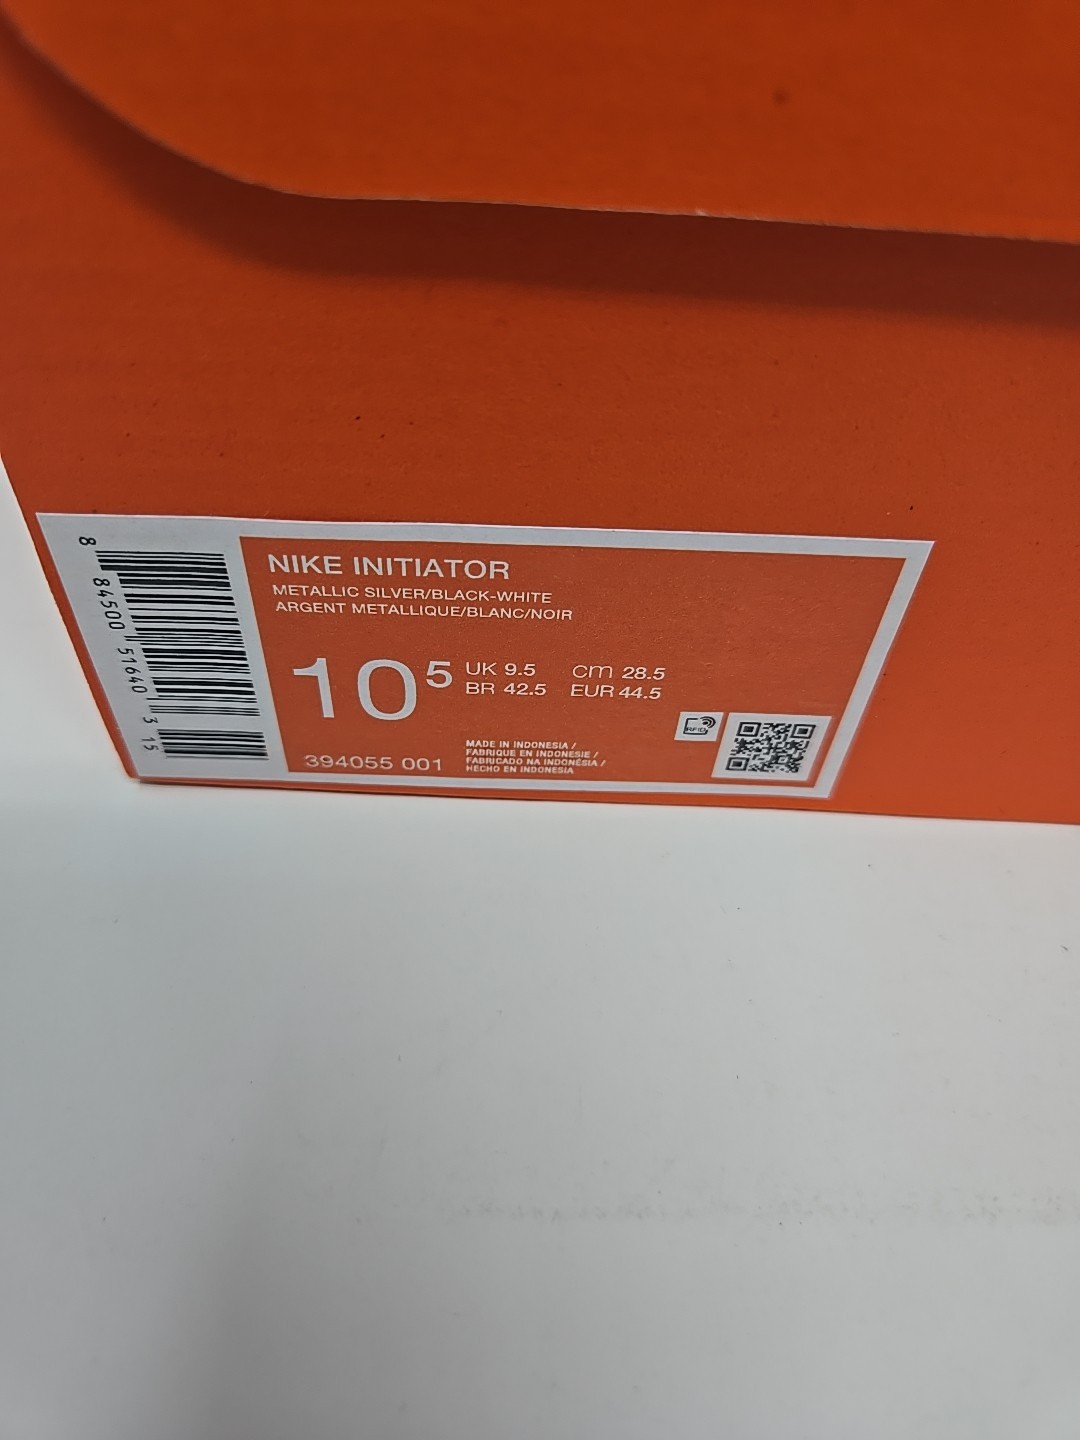 NIKE INITIATOR
METALLIC SILVER/BLACK-WHITE
ARGENT METALLIQUE/BLANC/NOIR
10 5
UK 9.5 cm 28.5
BR 42.5 EUR 44.5
394055 001
MADE IN INDONESIA /
FABRIQUE EN INDONESIE /
FABRICADO NA INDONÉSIA /
HECHO EN INDONESIA
RFID
8 84500 51640 3 15